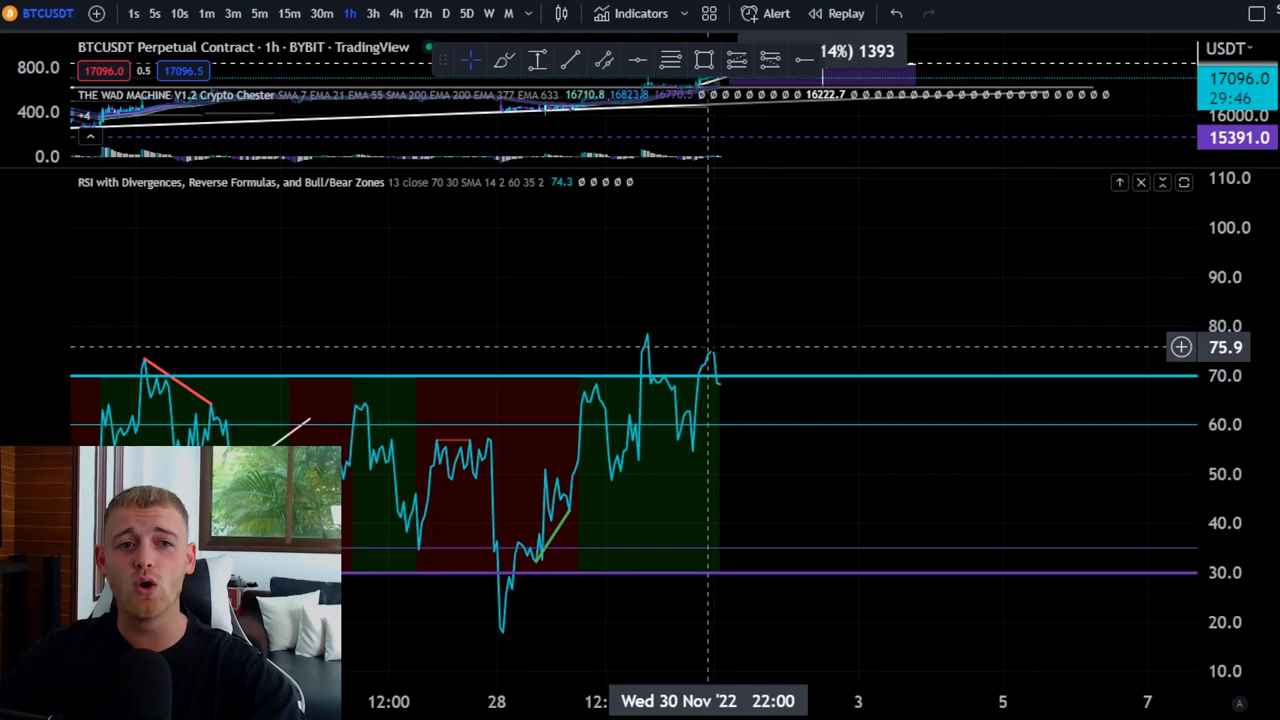 BTCUSDT 1s 5s 10s 1m 3m 5m 15m 30m 1h 3h 4h 12h D 5D W M Indicators Alert Replay
BTCUSDT Perpetual Contract · 1h · BYBIT · TradingView
14%) 1393
USDT
800.0
17096.0 0.5 17096.5
17096.0
29:46
THE WAD MACHINE V1.2 Crypto Chester SMA 7 EMA 21 EMA 55 SMA 200 EMA 200 EMA 377 EMA 633 16710.8 16823.8 16770.5 Ø Ø Ø Ø Ø Ø Ø Ø Ø 16222.7 Ø Ø Ø Ø Ø Ø Ø Ø Ø Ø Ø Ø Ø Ø Ø Ø Ø Ø Ø Ø Ø
+4
400.0
16000.0
15391.0
0.0
RSI with Divergences, Reverse Formulas, and Bull/Bear Zones 13 close 70 30 SMA 14 2 60 35 2 74.3 Ø Ø Ø Ø Ø
110.0
100.0
90.0
80.0
75.9
70.0
60.0
50.0
40.0
30.0
20.0
10.0
12:00 28 12: Wed 30 Nov '22 22:00 3 5 7
A